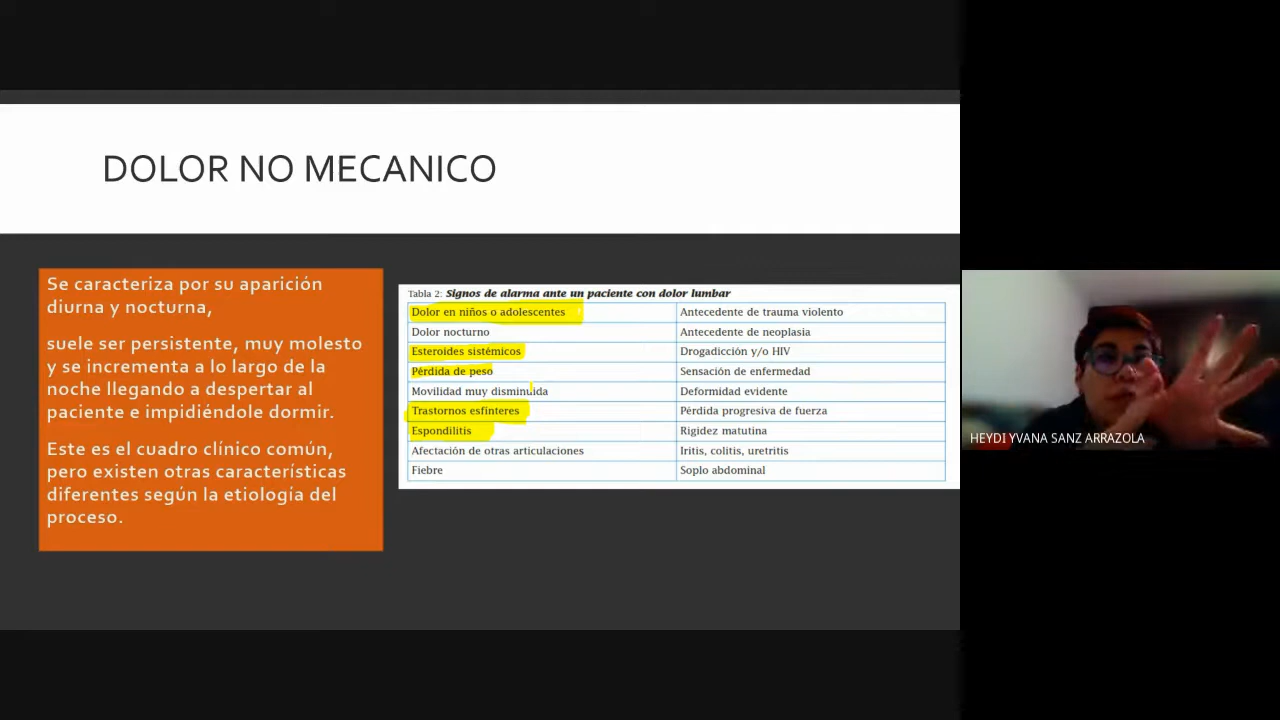 DOLOR NO MECANICO
Se caracteriza por su aparición
diurna y nocturna,
suele ser persistente, muy molesto
y se incrementa a lo largo de la
noche llegando a despertar al
paciente e impidiéndole dormir.
Este es el cuadro clínico común,
pero existen otras características
diferentes según la etiología del
proceso.
Tabla 2: Signos de alarma ante un paciente con dolor lumbar
Dolor en niños o adolescentes Antecedente de trauma violento
Dolor nocturno Antecedente de neoplasia
Esteroides sistémicos Drogadicción y/o HIV
Pérdida de peso Sensación de enfermedad
Movilidad muy disminuida Deformidad evidente
Trastornos esfínteres Pérdida progresiva de fuerza
Espondilitis Rigidez matutina
Afectación de otras articulaciones Iritis, colitis, uretritis
Fiebre Soplo abdominal
HEYDI YVANA SANZ ARRAZOLA